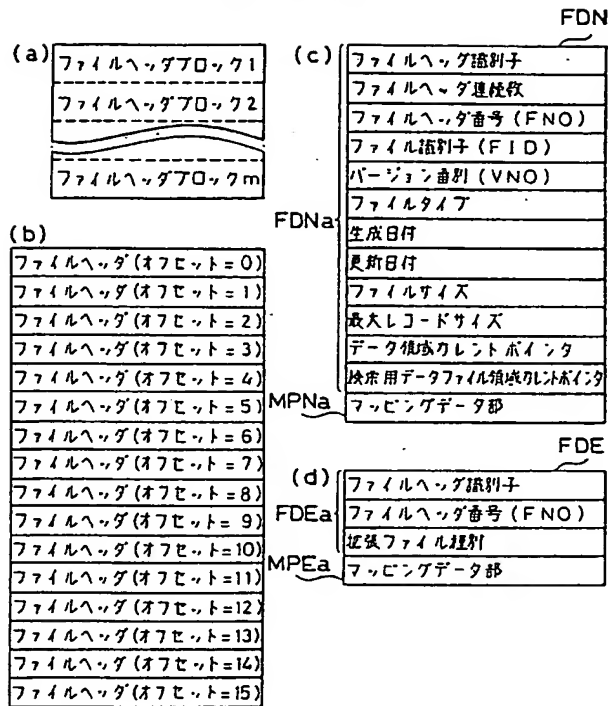 (a)
ファイルヘッダブロック1
ファイルヘッダブロック2
ファイルヘッダブロックm
(b)
ファイルヘッダ(オフセット=0)
ファイルヘッダ(オフセット=1)
ファイルヘッダ(オフセット=2)
ファイルヘッダ(オフセット=3)
ファイルヘッダ(オフセット=4)
ファイルヘッダ(オフセット=5)
ファイルヘッダ(オフセット=6)
ファイルヘッダ(オフセット=7)
ファイルヘッダ(オフセット=8)
ファイルヘッダ(オフセット=9)
ファイルヘッダ(オフセット=10)
ファイルヘッダ(オフセット=11)
ファイルヘッダ(オフセット=12)
ファイルヘッダ(オフセット=13)
ファイルヘッダ(オフセット=14)
ファイルヘッダ(オフセット=15)
FDN
(c)
FDNa
ファイルヘッダ識別子
ファイルヘッダ連続数
ファイルヘッダ番号(FNO)
ファイル識別子(FID)
バージョン番号(VNO)
ファイルタイプ
生成日付
更新日付
ファイルサイズ
最大レコードサイズ
データ領域カレントポインタ
検索用データファイル領域カレントポインタ
MPNa
マッピングデータ部
FDE
(d)
FDEa
ファイルヘッダ識別子
ファイルヘッダ番号(FNO)
拡張ファイル種別
MPEa
マッピングデータ部